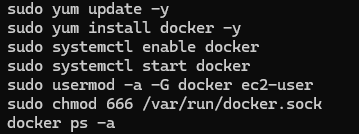 sudo yum update -y
sudo yum install docker -y
sudo systemctl enable docker
sudo systemctl start docker
sudo usermod -a -G docker ec2-user
sudo chmod 666 /var/run/docker.sock
docker ps -a